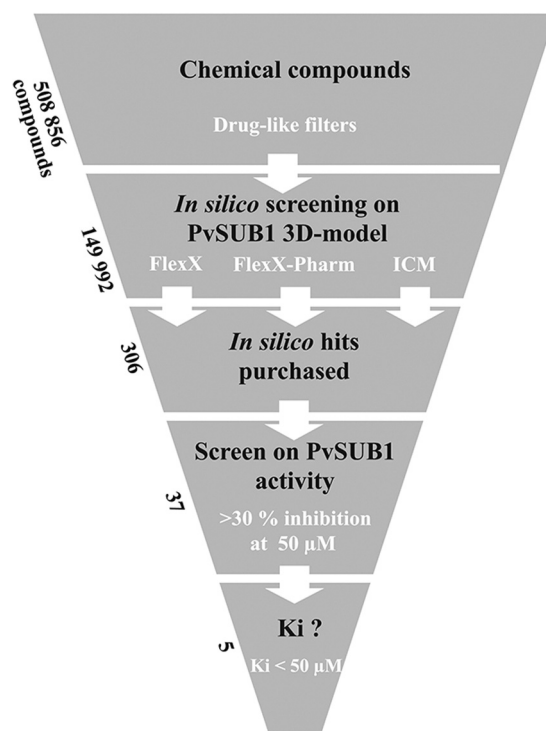 Chemical compounds
508 856
compounds
Drug-like filters
In silico screening on
PvSUB1 3D-model
149 992
FlexX FlexX-Pharm ICM
In silico hits
purchased
306
Screen on PvSUB1
activity
37
>30 % inhibition
at 50 µM
Ki ?
5
Ki < 50 µM